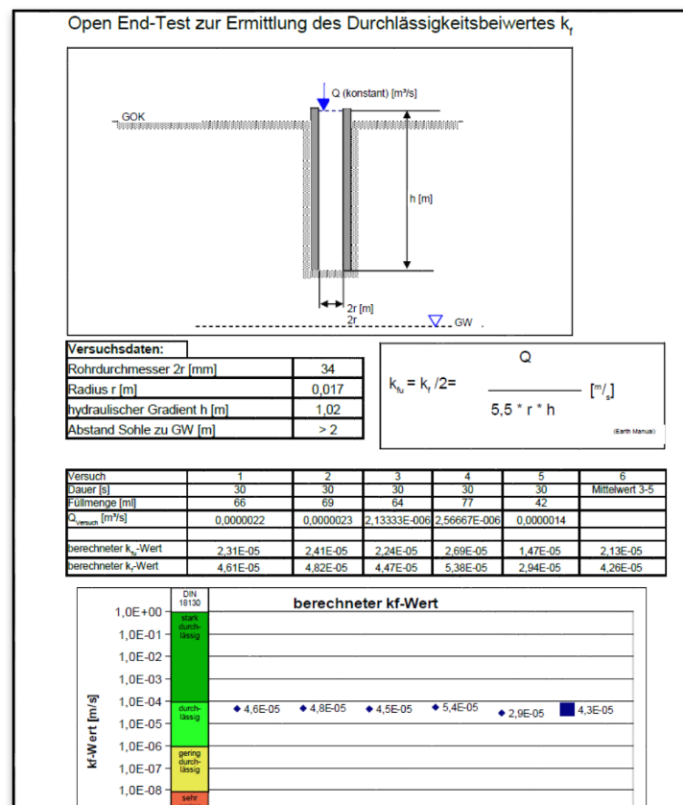 Open End-Test zur Ermittlung des Durchlässigkeitsbeiwertes kf
Q (konstant) [m³/s]
GOK
h [m]
2r [m]
2r
GW
Versuchsdaten:
Rohrdurchmesser 2r [mm] 34
Radius r [m] 0,017
hydraulischer Gradient h [m] 1,02
Abstand Sohle zu GW [m] > 2
Q
kfu = kf /2= [m/s]
5,5 * r * h
(Earth Manual)
Versuch 1 2 3 4 5 6
Dauer [s] 30 30 30 30 30 Mittelwert 3-5
Füllmenge [ml] 66 69 64 77 42
QVersuch [m³/s] 0,0000022 0,0000023 2,13333E-006 2,56667E-006 0,0000014
berechneter kfu-Wert 2,31E-05 2,41E-05 2,24E-05 2,69E-05 1,47E-05 2,13E-05
berechneter kf-Wert 4,61E-05 4,82E-05 4,47E-05 5,38E-05 2,94E-05 4,26E-05
DIN
18130
berechneter kf-Wert
kf-Wert [m/s]
1,0E+00
1,0E-01
1,0E-02
1,0E-03
1,0E-04
1,0E-05
1,0E-06
1,0E-07
1,0E-08
stark
durch-
lässig
durch-
lässig
gering
durch-
lässig
sehr
4,6E-05 4,8E-05 4,5E-05 5,4E-05 2,9E-05 4,3E-05